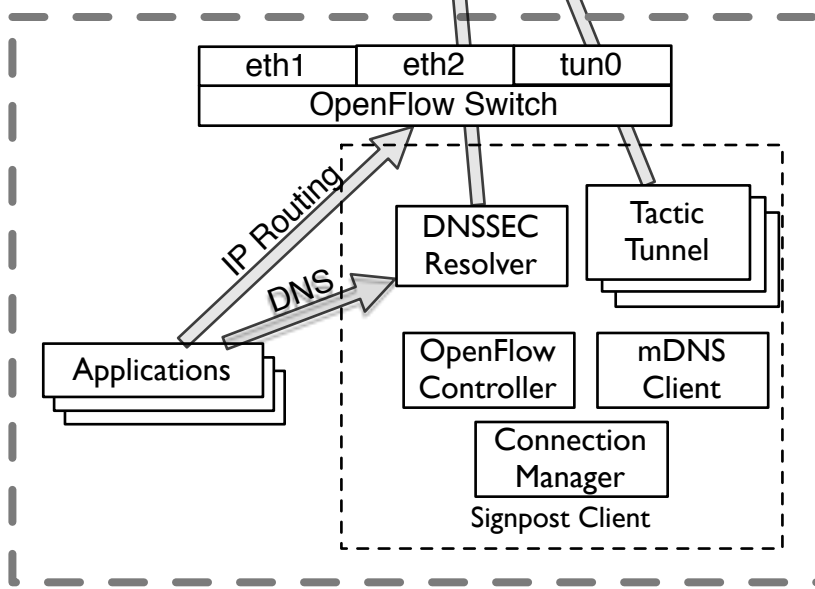 eth1 eth2 tun0
OpenFlow Switch
IP Routing
DNS
DNSSEC
Resolver
Tactic
Tunnel
Applications
OpenFlow
Controller
mDNS
Client
Connection
Manager
Signpost Client